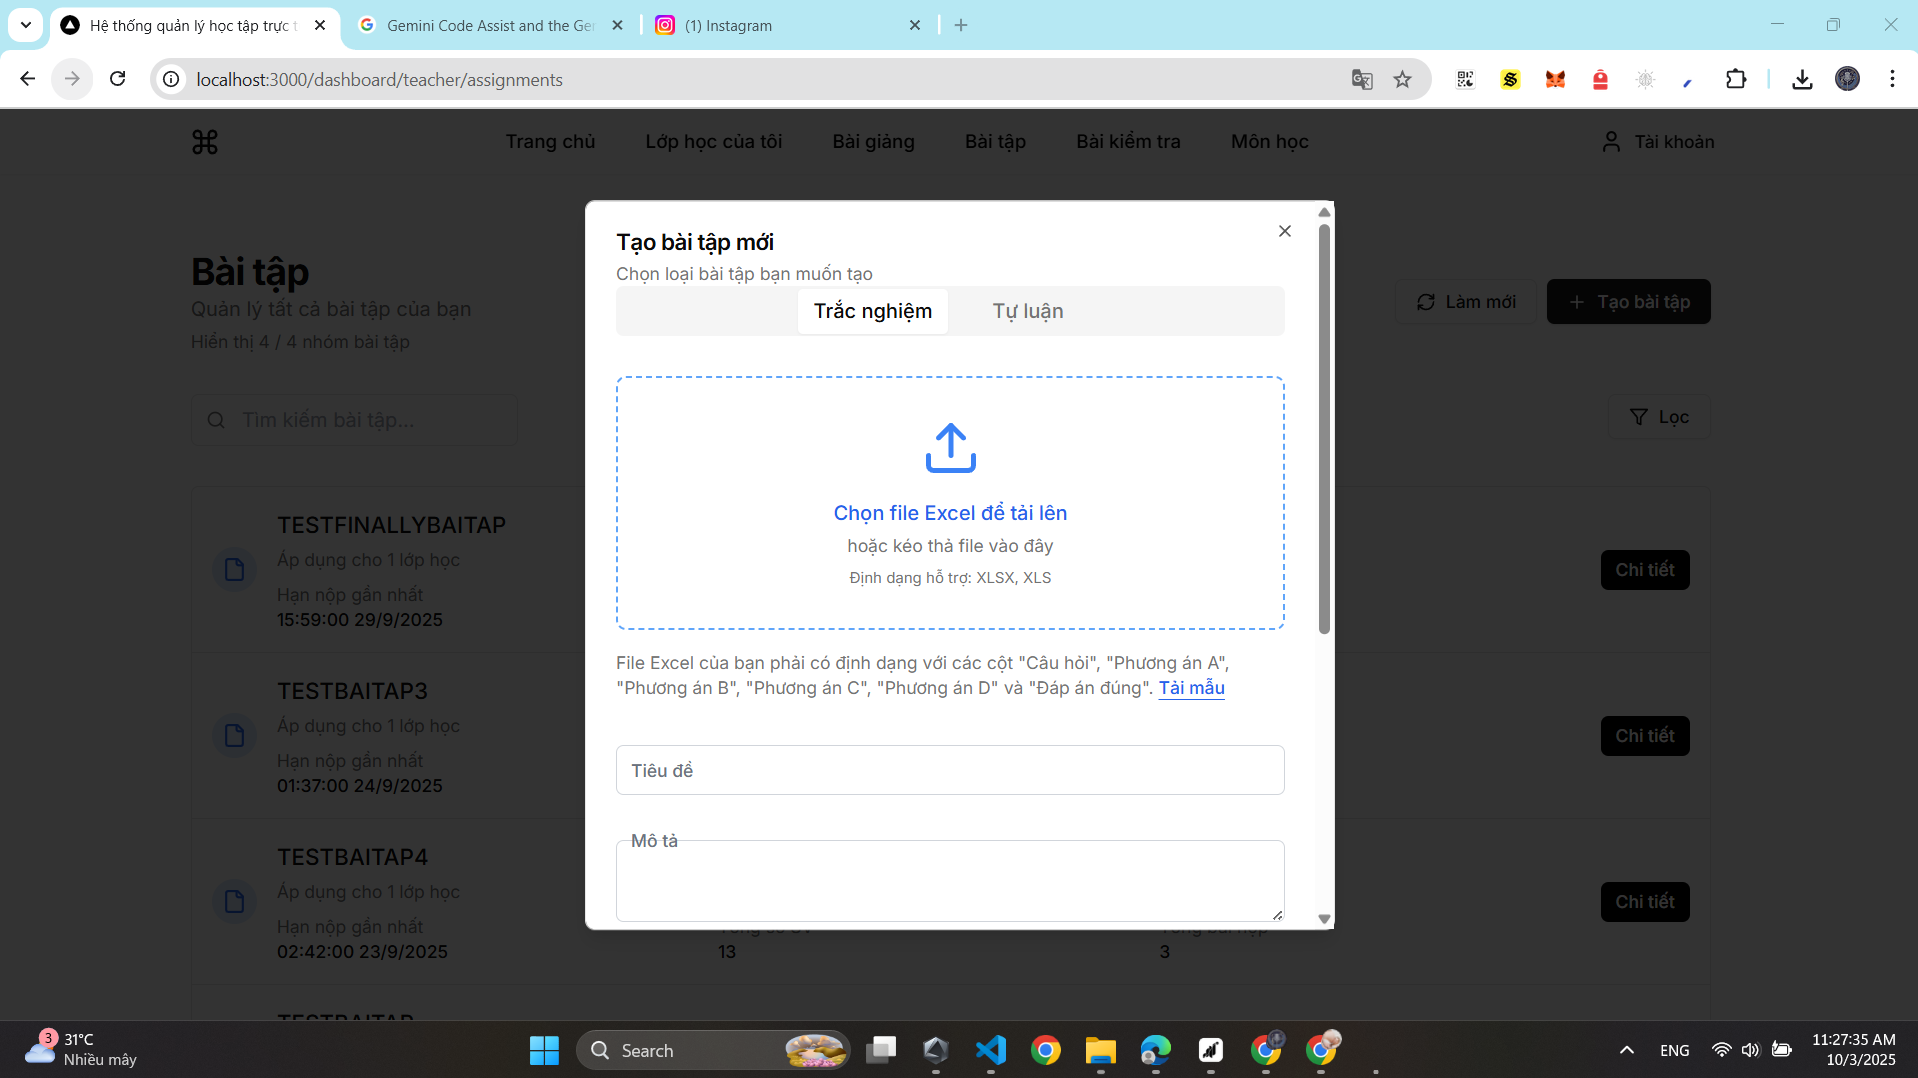 Hệ thống quản lý học tập trực t
Gemini Code Assist and the Ger
(1) Instagram
localhost:3000/dashboard/teacher/assignments
Trang chủ
Lớp học của tôi
Bài giảng
Bài tập
Bài kiểm tra
Môn học
Tài khoản
Bài tập
Quản lý tất cả bài tập của bạn
Hiển thị 4 / 4 nhóm bài tập
Làm mới
Tạo bài tập
Tìm kiếm bài tập...
Lọc
Tạo bài tập mới
Chọn loại bài tập bạn muốn tạo
Trắc nghiệm
Tự luận
Chọn file Excel để tải lên
hoặc kéo thả file vào đây
Định dạng hỗ trợ: XLSX, XLS
File Excel của bạn phải có định dạng với các cột "Câu hỏi", "Phương án A",
"Phương án B", "Phương án C", "Phương án D" và "Đáp án đúng". Tải mẫu
Tiêu đề
Mô tả
TESTFINALLYBAITAP
Áp dụng cho 1 lớp học
Hạn nộp gần nhất
15:59:00 29/9/2025
Chi tiết
TESTBAITAP3
Áp dụng cho 1 lớp học
Hạn nộp gần nhất
01:37:00 24/9/2025
Chi tiết
TESTBAITAP4
Áp dụng cho 1 lớp học
Hạn nộp gần nhất
02:42:00 23/9/2025
13
3
Chi tiết
3
31°C
Nhiều mây
Search
ENG
11:27:35 AM
10/3/2025